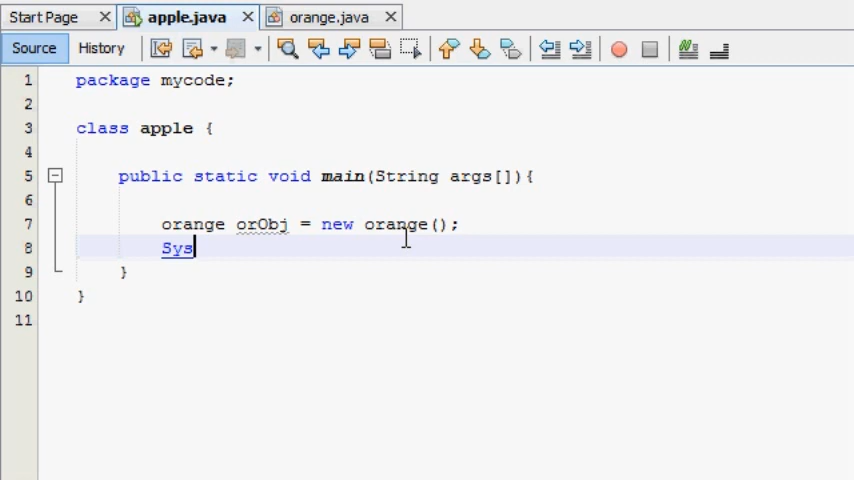 Start Page apple.java orange.java
Source History
1 package mycode;
2
3 class apple {
4
5 public static void main(String args[]){
6
7 orange orObj = new orange();
8 Sys
9 }
10 }
11